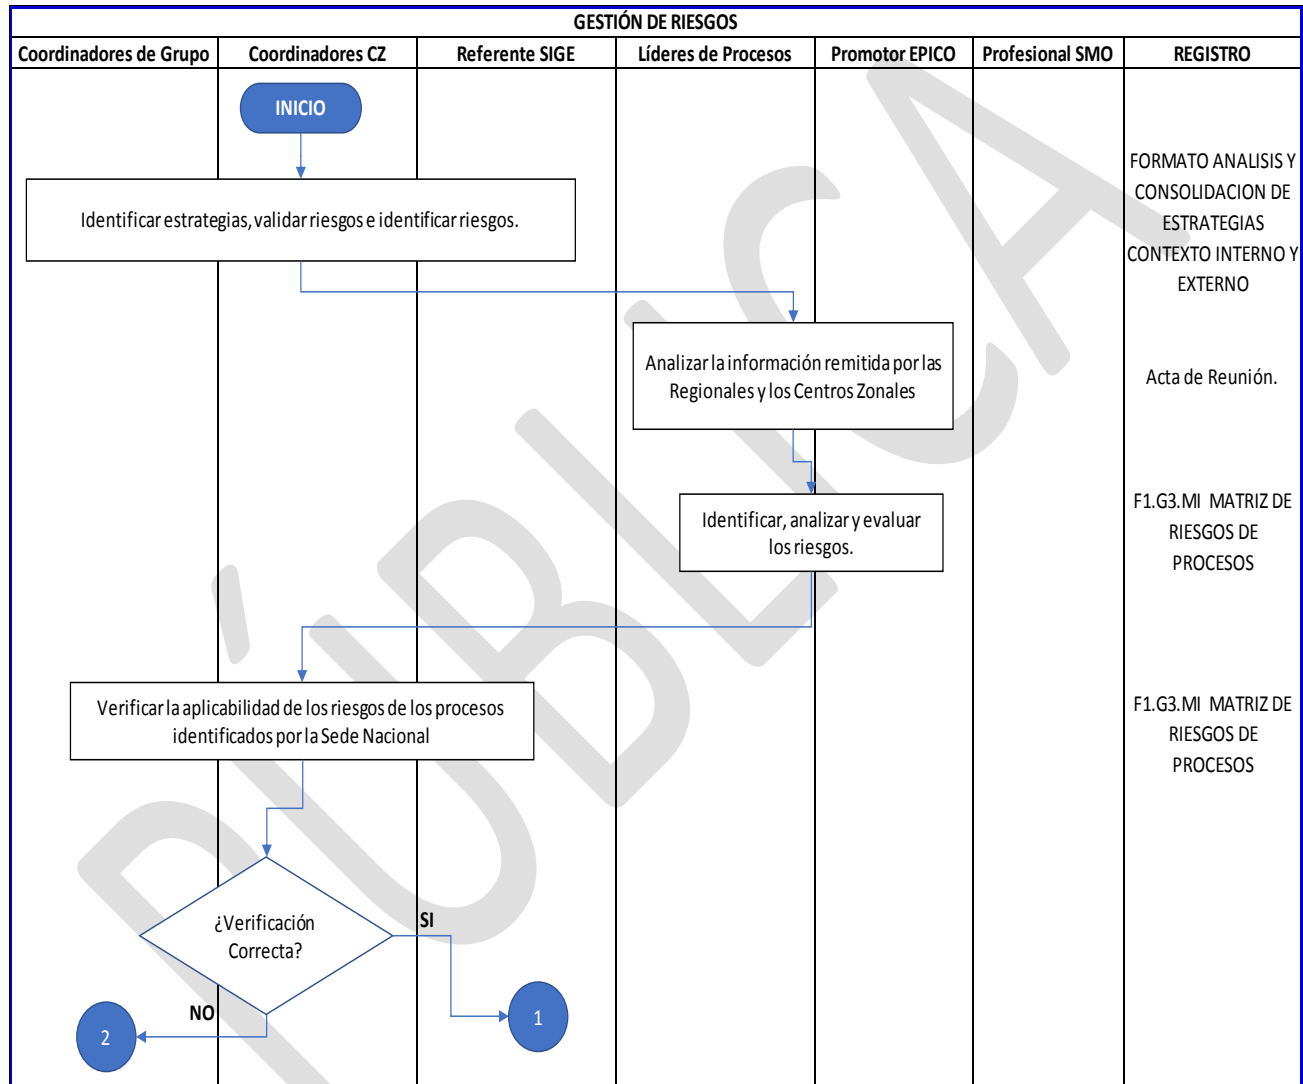 GESTIÓN DE RIESGOS
Coordinadores de Grupo
Coordinadores CZ
Referente SIGE
Líderes de Procesos
Promotor EPICO
Profesional SMO
REGISTRO
INICIO
Identificar estrategias, validar riesgos e identificar riesgos.
FORMATO ANALISIS Y
CONSOLIDACION DE
ESTRATEGIAS
CONTEXTO INTERNO Y
EXTERNO
Analizar la información remitida por las
Regionales y los Centros Zonales
Acta de Reunión.
Identificar, analizar y evaluar
los riesgos.
F1.G3.MI MATRIZ DE
RIESGOS DE
PROCESOS
Verificar la aplicabilidad de los riesgos de los procesos
identificados por la Sede Nacional
F1.G3.MI MATRIZ DE
RIESGOS DE
PROCESOS
¿Verificación
Correcta?
SI
NO
1
2
PÚBLICA